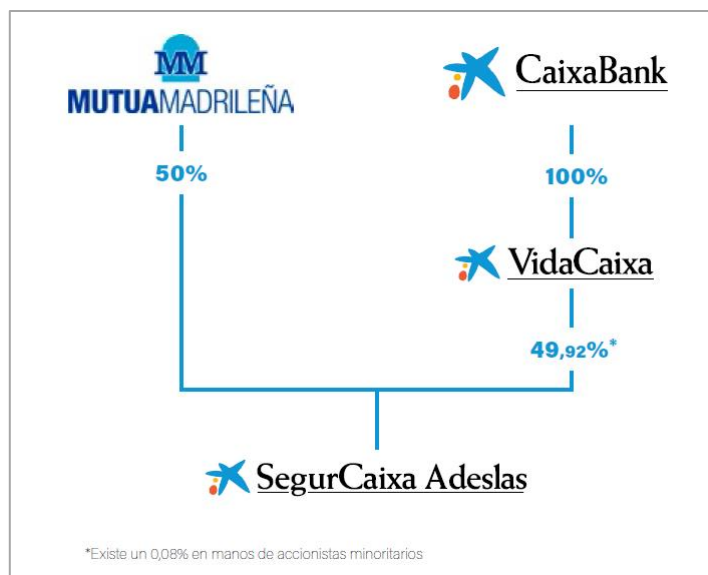 MM
MUTUAMADRILEÑA
CaixaBank
50%
100%
VidaCaixa
49,92%*
SegurCaixa Adeslas
*Existe un 0,08% en manos de accionistas minoritarios